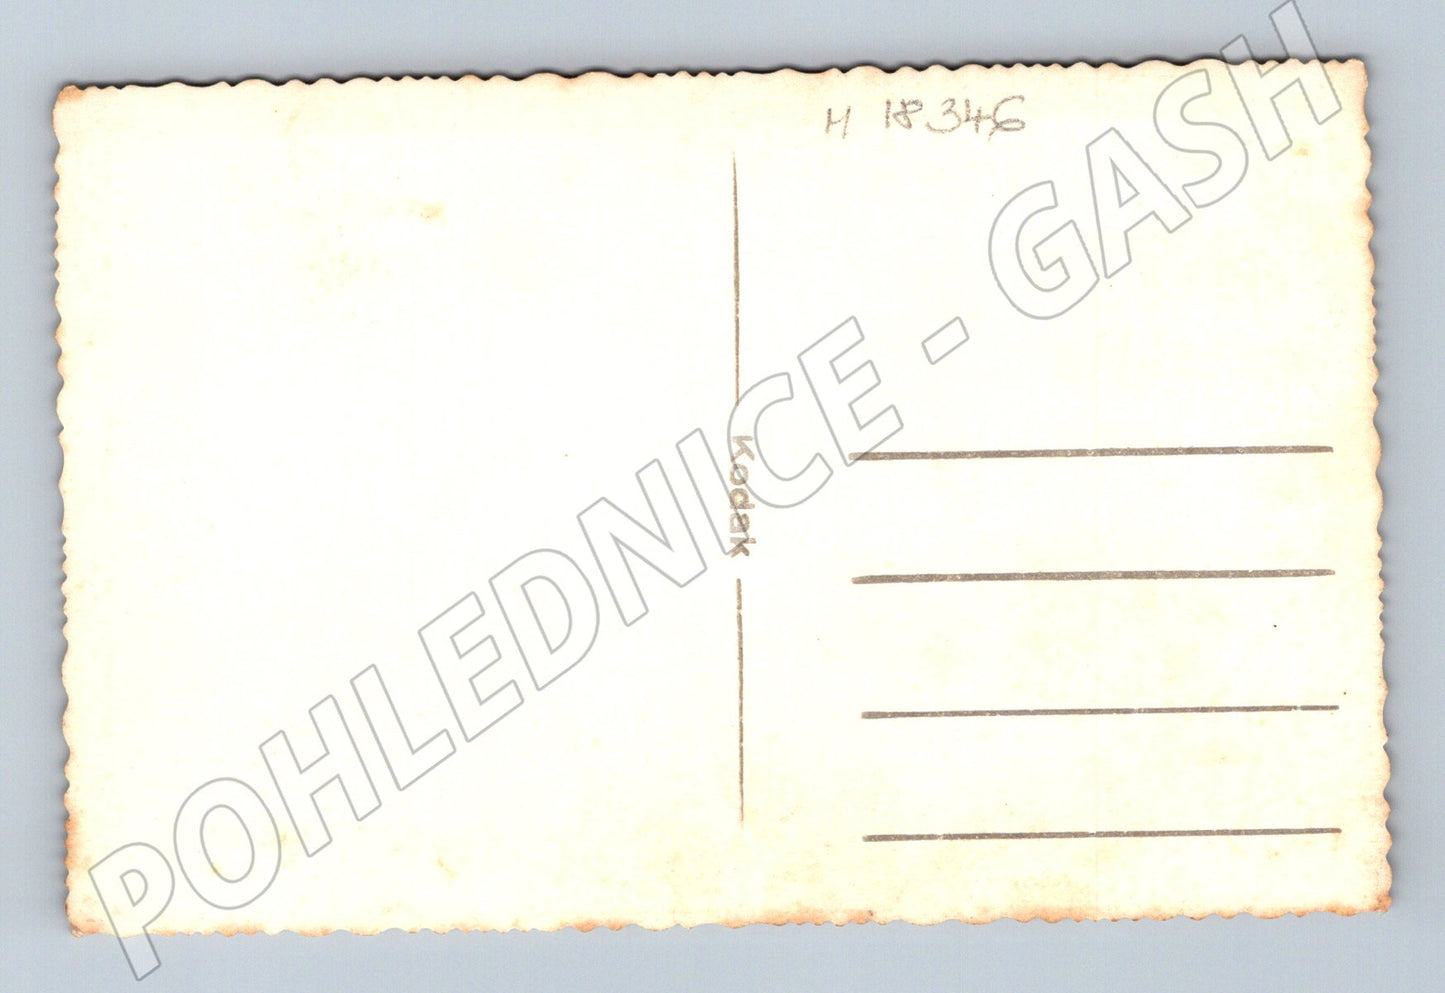 M 18346
Kodak
POHLEDNICE - GASH